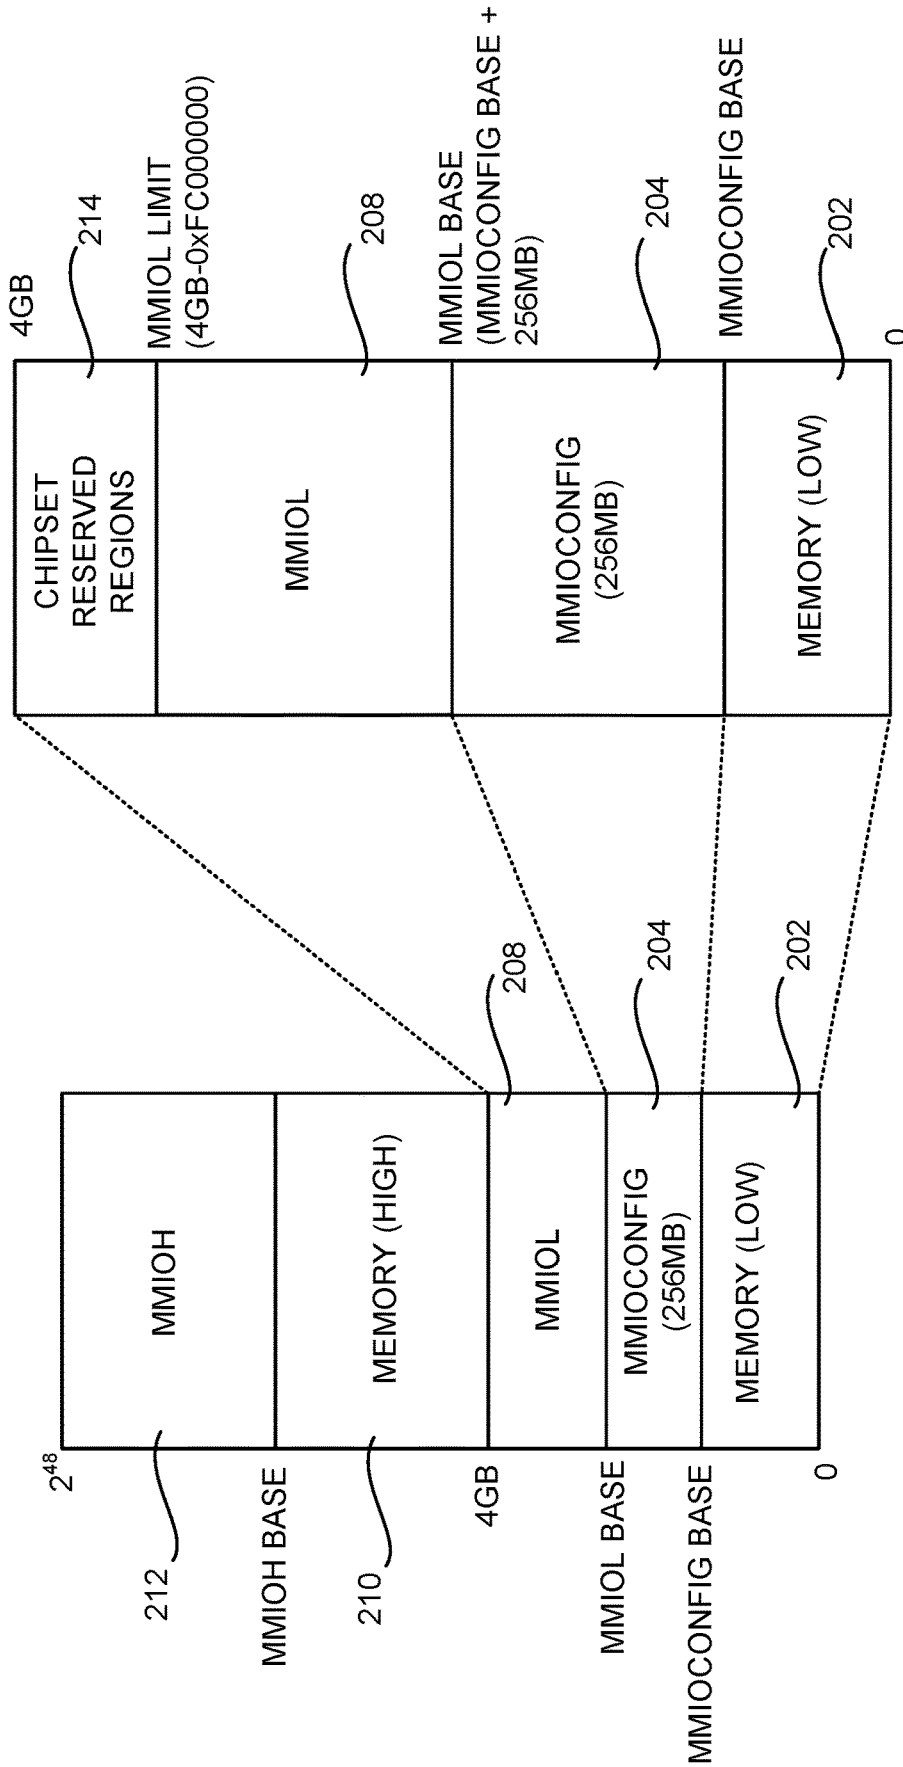 2⁴⁸
212
MMIOH
MMIOH BASE
210
MEMORY (HIGH)
4GB
208
MMIOL
MMIOL BASE
204
MMIOCONFIG
(256MB)
MMIOCONFIG BASE
202
MEMORY (LOW)
0
4GB
214
CHIPSET
RESERVED
REGIONS
MMIOL LIMIT
(4GB-0xFC000000)
208
MMIOL
MMIOL BASE
(MMIOCONFIG BASE +
256MB)
204
MMIOCONFIG
(256MB)
MMIOCONFIG BASE
202
MEMORY (LOW)
0